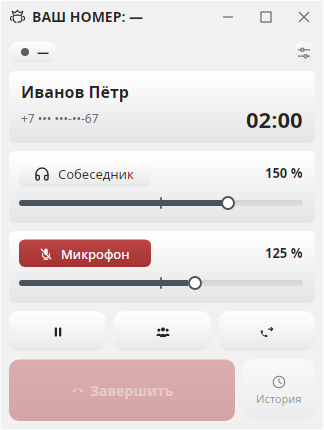 ВАШ НОМЕР: —
—
Иванов Пётр
+7 ••• •••-••-67
02:00
Собеседник
150 %
Микрофон
125 %
Завершить
История